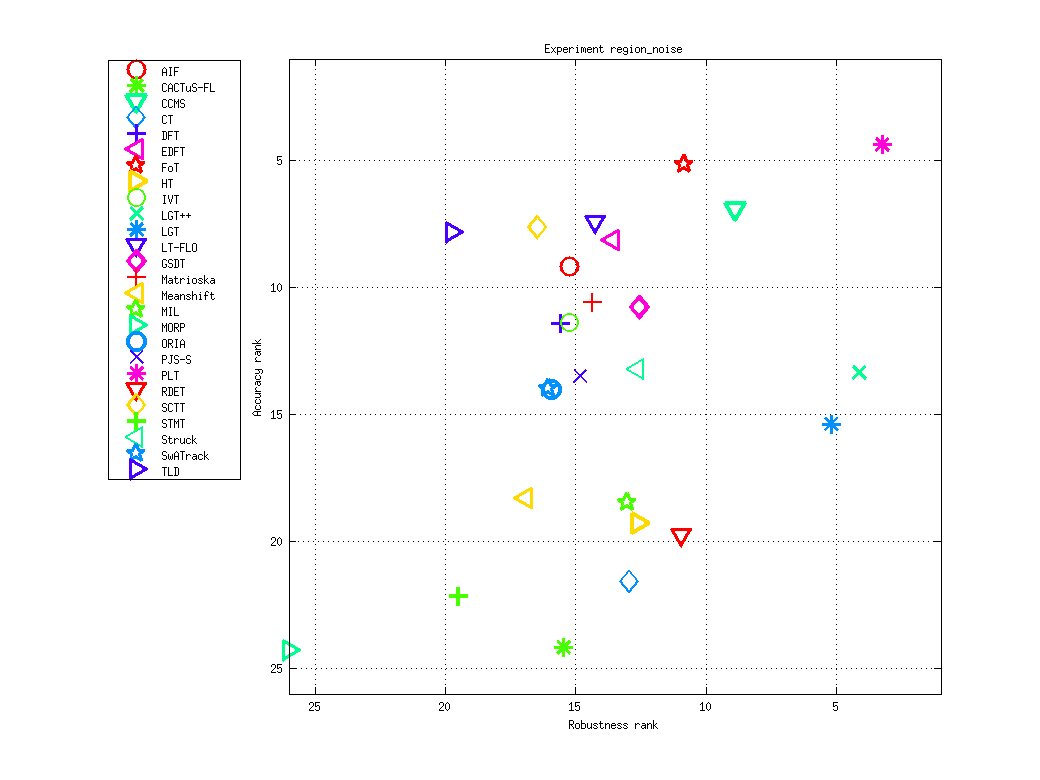 Experiment region_noise
AIF
CACTuS-FL
CCMS
CT
DFT
EDFT
FoT
HT
IVT
LGT++
LGT
LT-FLO
GSDT
Matrioska
Meanshift
MIL
MORP
ORIA
PJS-S
PLT
RDET
SCTT
STMT
Struck
SwATrack
TLD
Accuracy rank
5
10
15
20
25
25
20
15
10
5
Robustness rank